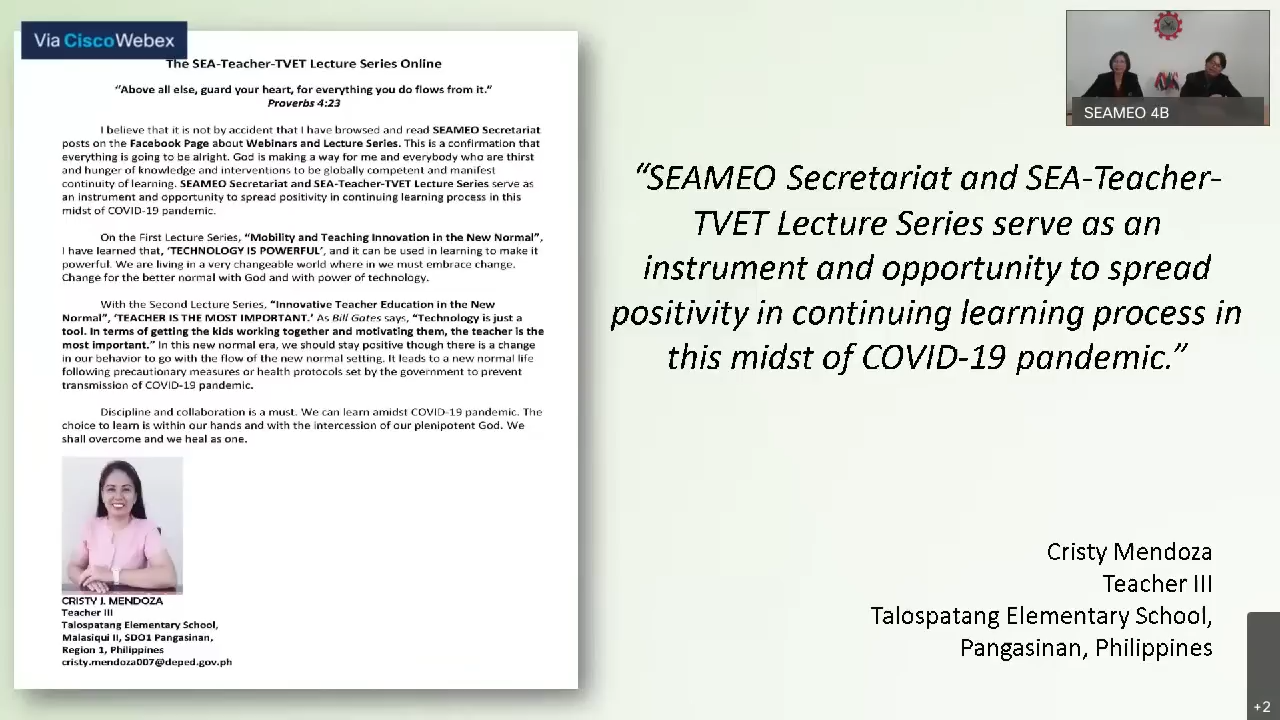 Via Cisco Webex
The SEA-Teacher-TVET Lecture Series Online
“Above all else, guard your heart, for everything you do flows from it.”
Proverbs 4:23
I believe that it is not by accident that I have browsed and read SEAMEO Secretariat
posts on the Facebook Page about Webinars and Lecture Series. This is a confirmation that
everything is going to be alright. God is making a way for me and everybody who are thirst
and hunger of knowledge and interventions to be globally competent and manifest
continuity of learning. SEAMEO Secretariat and SEA-Teacher-TVET Lecture Series serve as
an instrument and opportunity to spread positivity in continuing learning process in this
midst of COVID-19 pandemic.
On the First Lecture Series, “Mobility and Teaching Innovation in the New Normal”,
I have learned that, ‘TECHNOLOGY IS POWERFUL’, and it can be used in learning to make it
powerful. We are living in a very changeable world where in we must embrace change.
Change for the better normal with God and with power of technology.
With the Second Lecture Series, “Innovative Teacher Education in the New
Normal”, ‘TEACHER IS THE MOST IMPORTANT.’ As Bill Gates says, “Technology is just a
tool. In terms of getting the kids working together and motivating them, the teacher is the
most important.” In this new normal era, we should stay positive though there is a change
in our behavior to go with the flow of the new normal setting. It leads to a new normal life
following precautionary measures or health protocols set by the government to prevent
transmission of COVID-19 pandemic.
Discipline and collaboration is a must. We can learn amidst COVID-19 pandemic. The
choice to learn is within our hands and with the intercession of our plenipotent God. We
shall overcome and we heal as one.
CRISTY J. MENDOZA
Teacher III
Talospatang Elementary School,
Malasiqui II, SDO1 Pangasinan,
Region 1, Philippines
cristy.mendoza007@deped.gov.ph
SEAMEO 4B
“SEAMEO Secretariat and SEA-Teacher-
TVET Lecture Series serve as an
instrument and opportunity to spread
positivity in continuing learning process in
this midst of COVID-19 pandemic.”
Cristy Mendoza
Teacher III
Talospatang Elementary School,
Pangasinan, Philippines
+2